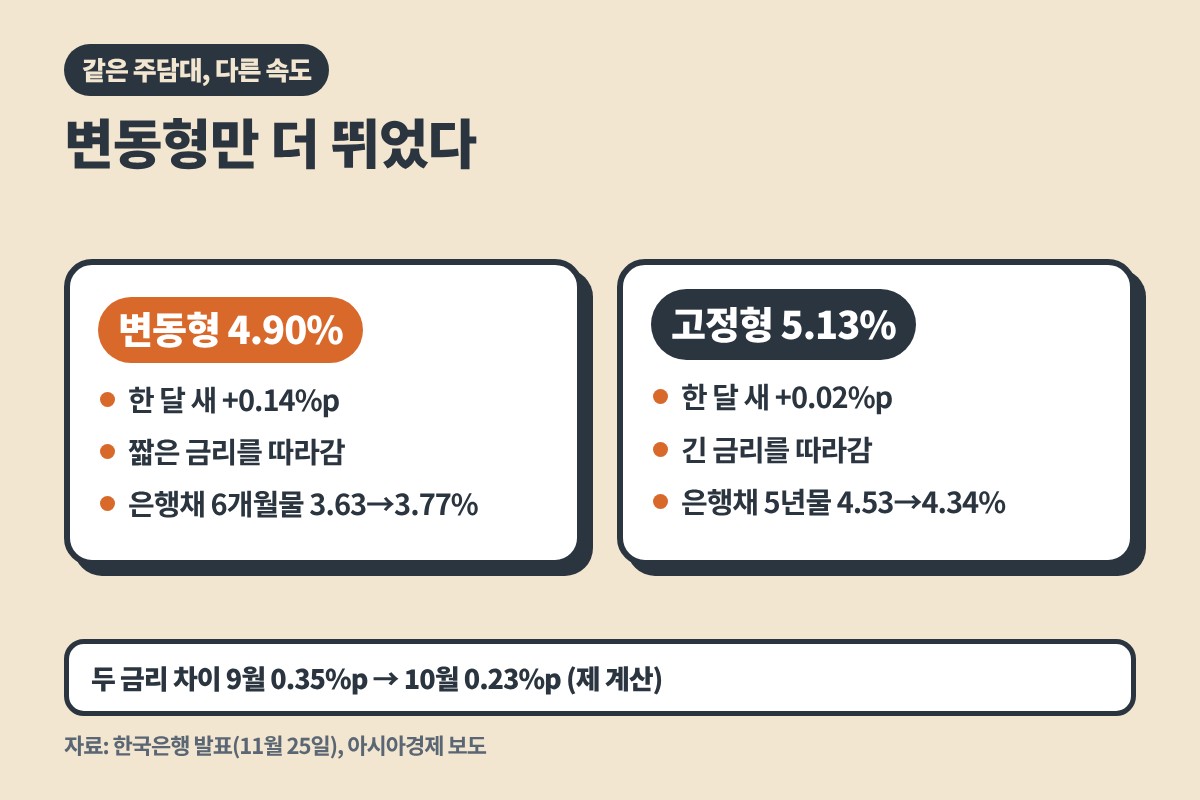 같은 주담대, 다른 속도
변동형만 더 뛰었다
변동형 4.90%
한 달 새 +0.14%p
짧은 금리를 따라감
은행채 6개월물 3.63→3.77%
고정형 5.13%
한 달 새 +0.02%p
긴 금리를 따라감
은행채 5년물 4.53→4.34%
두 금리 차이 9월 0.35%p → 10월 0.23%p (제 계산)
자료: 한국은행 발표(11월 25일), 아시아경제 보도